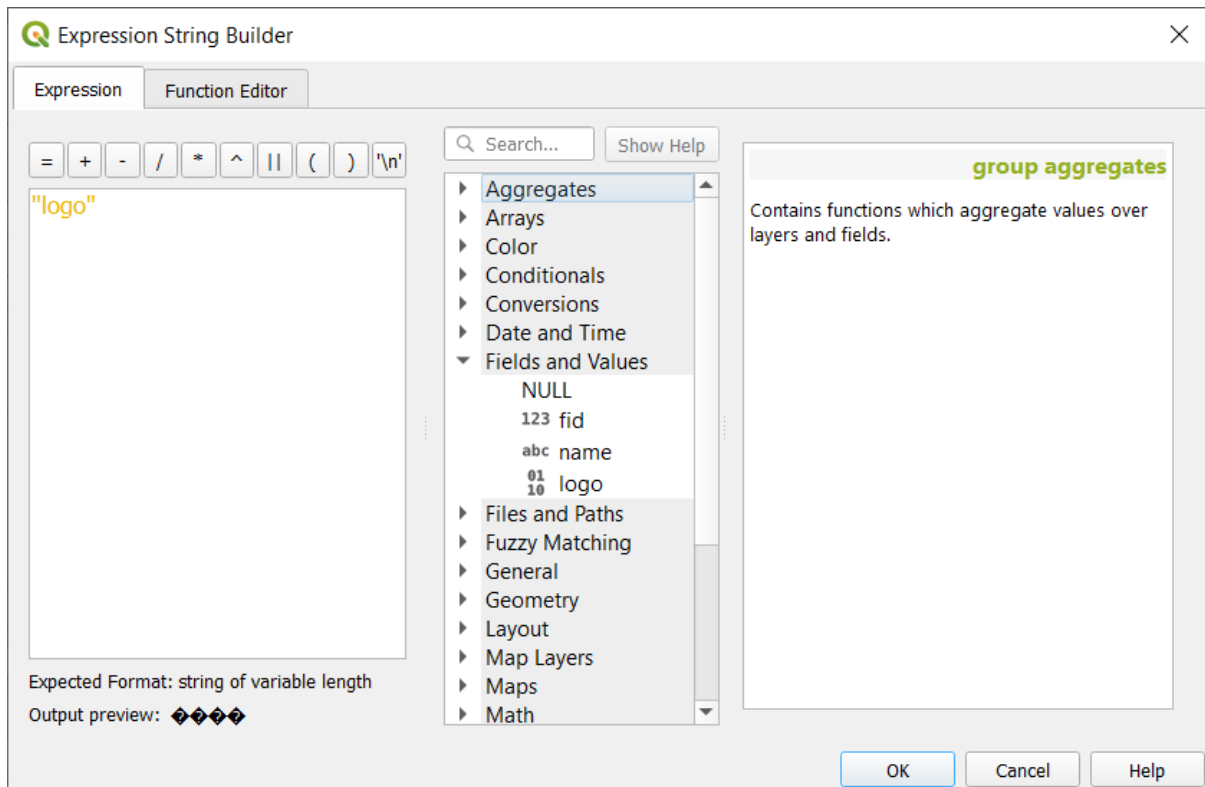 Expression String Builder
Expression
Function Editor
= + - / * ^ || ( ) '\n'
"logo"
Expected Format: string of variable length
Output preview: ����
Search...
Show Help
Aggregates
Arrays
Color
Conditionals
Conversions
Date and Time
Fields and Values
NULL
123 fid
abc name
01
10 logo
Files and Paths
Fuzzy Matching
General
Geometry
Layout
Map Layers
Maps
Math
group aggregates
Contains functions which aggregate values over
layers and fields.
OK
Cancel
Help